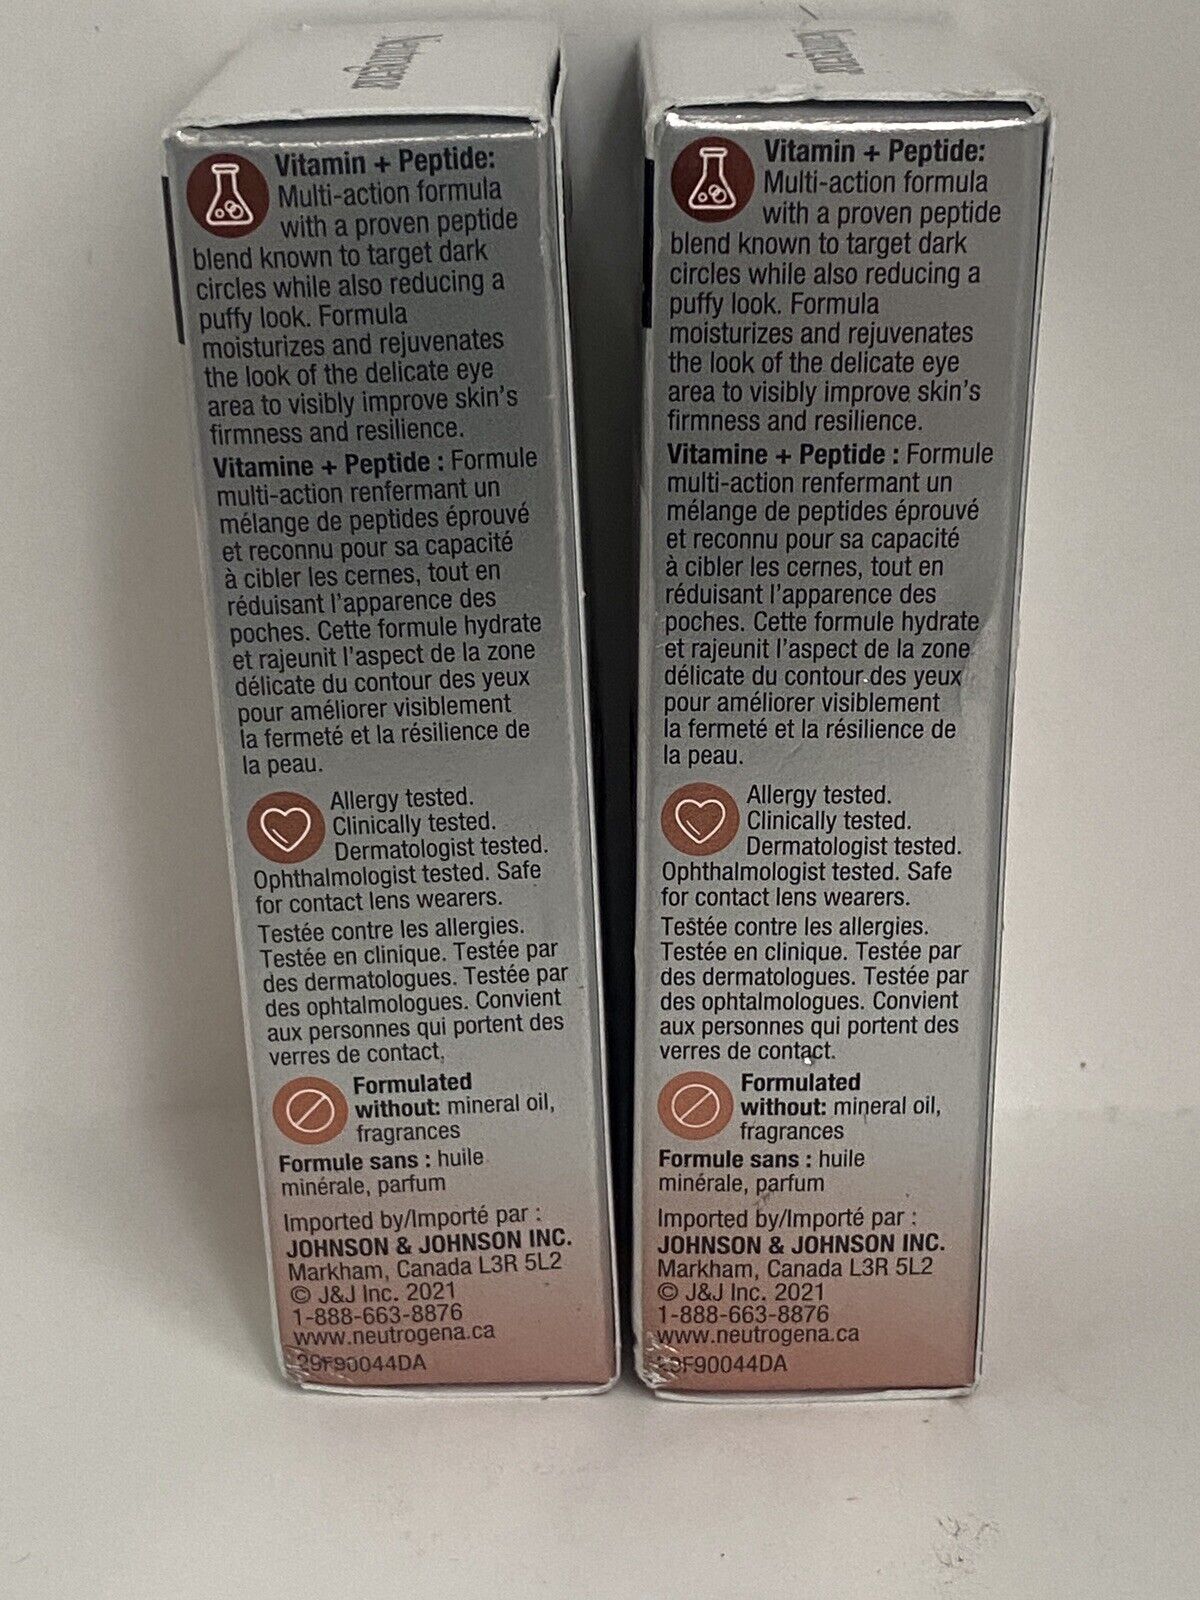 Neutrogena
Vitamin + Peptide:
Multi-action formula
with a proven peptide
blend known to target dark
circles while also reducing a
puffy look. Formula
moisturizes and rejuvenates
the look of the delicate eye
area to visibly improve skin's
firmness and resilience.
Vitamine + Peptide : Formule
multi-action renfermant un
mélange de peptides éprouvé
et reconnu pour sa capacité
à cibler les cernes, tout en
réduisant l'apparence des
poches. Cette formule hydrate
et rajeunit l'aspect de la zone
délicate du contour des yeux
pour améliorer visiblement
la fermeté et la résilience de
la peau.
Allergy tested.
Clinically tested.
Dermatologist tested.
Ophthalmologist tested. Safe
for contact lens wearers.
Testée contre les allergies.
Testée en clinique. Testée par
des dermatologues. Testée par
des ophtalmologues. Convient
aux personnes qui portent des
verres de contact.
Formulated
without: mineral oil,
fragrances
Formule sans : huile
minérale, parfum
Imported by/Importé par :
JOHNSON & JOHNSON INC.
Markham, Canada L3R 5L2
© J&J Inc. 2021
1-888-663-8876
www.neutrogena.ca
29F90044DA
Neutrogena
Vitamin + Peptide:
Multi-action formula
with a proven peptide
blend known to target dark
circles while also reducing a
puffy look. Formula
moisturizes and rejuvenates
the look of the delicate eye
area to visibly improve skin's
firmness and resilience.
Vitamine + Peptide : Formule
multi-action renfermant un
mélange de peptides éprouvé
et reconnu pour sa capacité
à cibler les cernes, tout en
réduisant l'apparence des
poches. Cette formule hydrate
et rajeunit l'aspect de la zone
délicate du contour des yeux
pour améliorer visiblement
la fermeté et la résilience de
la peau.
Allergy tested.
Clinically tested.
Dermatologist tested.
Ophthalmologist tested. Safe
for contact lens wearers.
Testée contre les allergies.
Testée en clinique. Testée par
des dermatologues. Testée par
des ophtalmologues. Convient
aux personnes qui portent des
verres de contact.
Formulated
without: mineral oil,
fragrances
Formule sans : huile
minérale, parfum
Imported by/Importé par :
JOHNSON & JOHNSON INC.
Markham, Canada L3R 5L2
© J&J Inc. 2021
1-888-663-8876
www.neutrogena.ca
29F90044DA